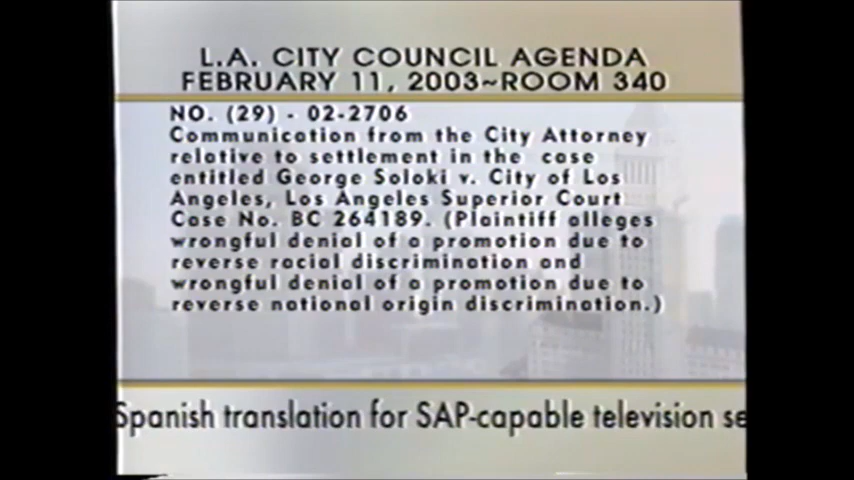 L.A. CITY COUNCIL AGENDA
FEBRUARY 11, 2003~ROOM 340
NO. (29) - 02-2706
Communication from the City Attorney
relative to settlement in the case
entitled George Soloki v. City of Los
Angeles, Los Angeles Superior Court
Case No. BC 264189. (Plaintiff alleges
wrongful denial of a promotion due to
reverse racial discrimination and
wrongful denial of a promotion due to
reverse national origin discrimination.)
Spanish translation for SAP-capable television se